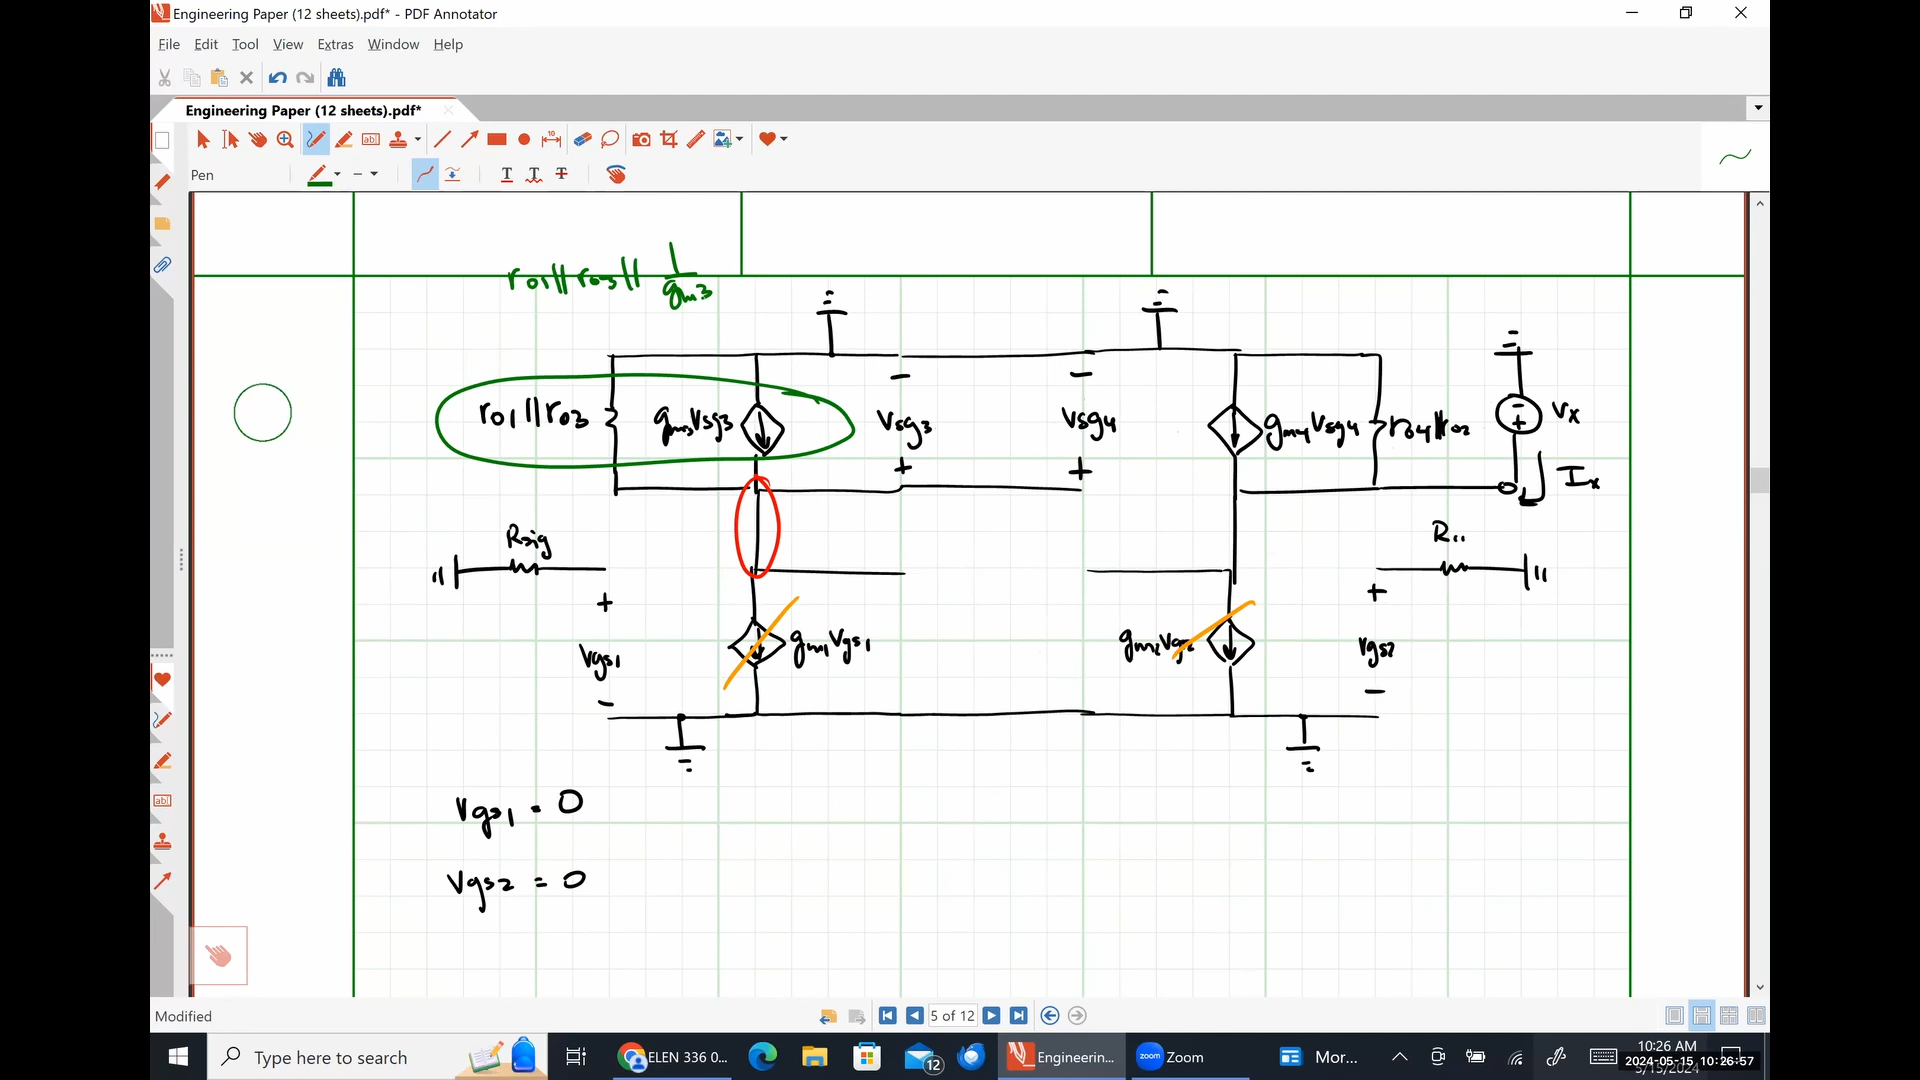 Engineering Paper (12 sheets).pdf* - PDF Annotator
File Edit Tool View Extras Window Help
Engineering Paper (12 sheets).pdf*
Pen
ro1 || ro3 || 1/gm3
ro1||ro3 gm3vsg3 vsg3 vsg4 gm4vsg4 ro4||ro2 vx
- -
+ +
Ix
Rsig
+ +
vgs1 gm1vgs1 vgs2
- -
vgs1 = 0
vgs2 = 0
Modified
5 of 12
Type here to search
ELEN 336 0...
12
Engineerin...
zoom Zoom
Mor...
10:26 AM
2024-05-15 10:26:57